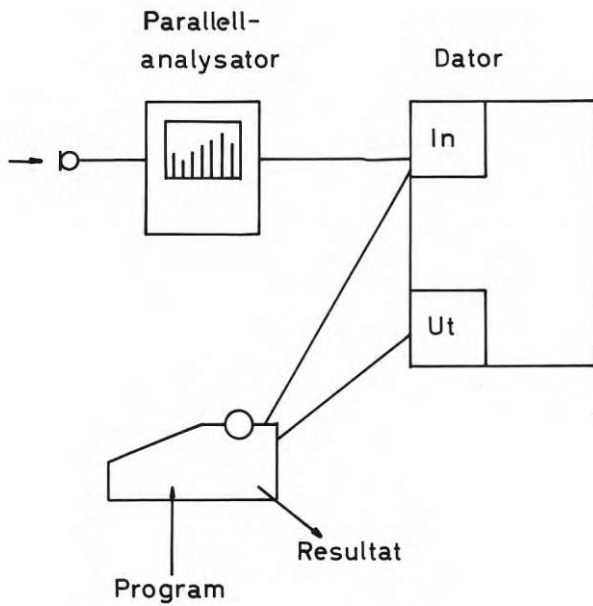 Parallell-
analysator
Dator
In
Ut
Resultat
Program